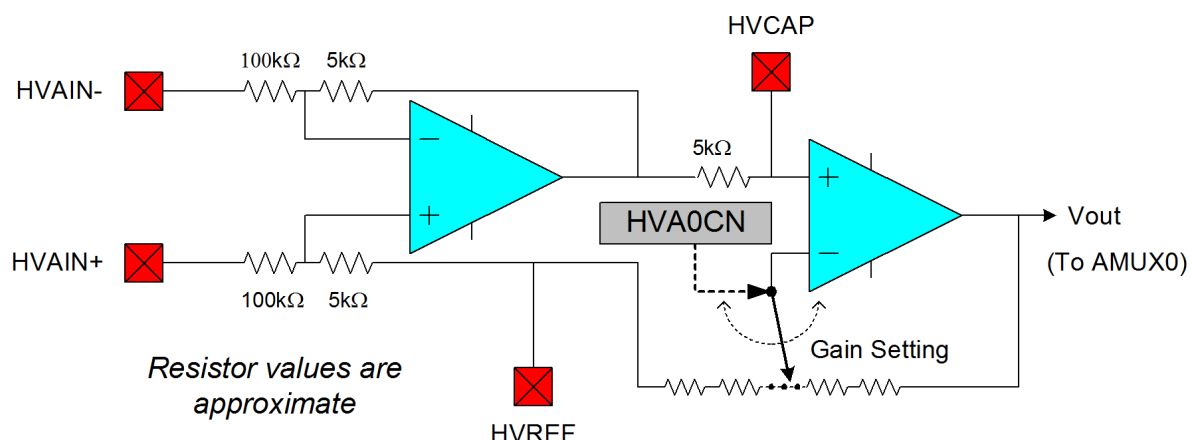 HVCAP
100kΩ
5kΩ
HVAIN-
5kΩ
HVA0CN
Vout
HVAIN+
(To AMUX0)
100kΩ
5kΩ
Gain Setting
Resistor values are
approximate
HVREF